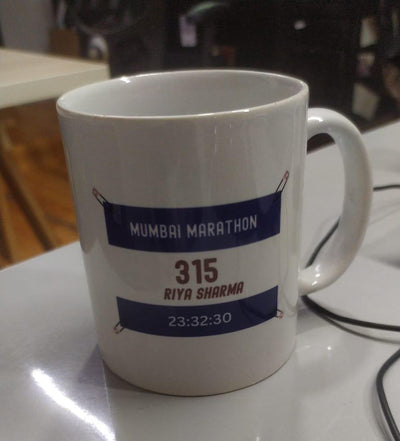 MUMBAI MARATHON
315
RIYA SHARMA
23:32:30